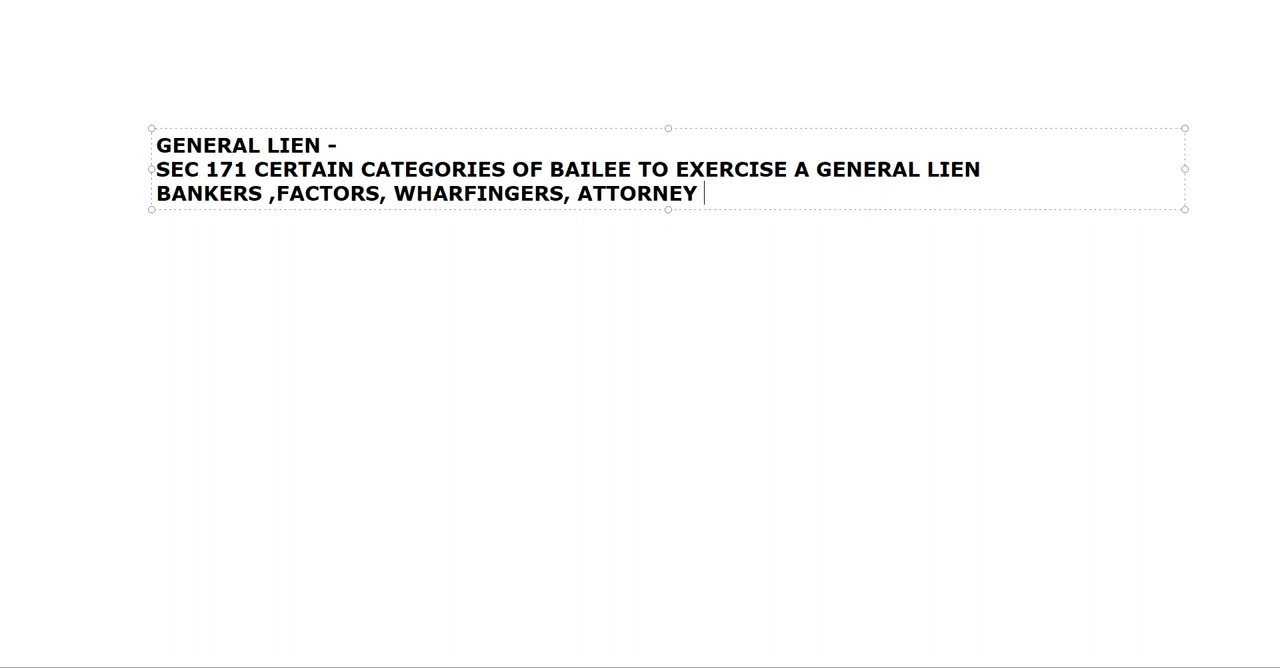 GENERAL LIEN -
SEC 171 CERTAIN CATEGORIES OF BAILEE TO EXERCISE A GENERAL LIEN
BANKERS ,FACTORS, WHARFINGERS, ATTORNEY